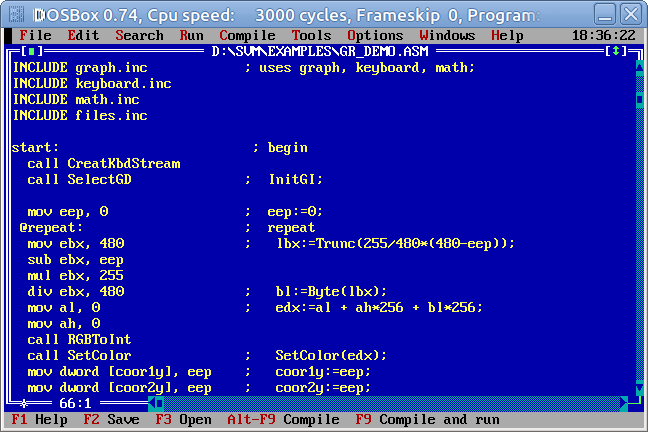 DOSBox 0.74, Cpu speed:    3000 cycles, Frameskip  0, Program:
File  Edit  Search  Run  Compile  Tools  Options  Windows  Help  18:36:22
D:\SUM\EXAMPLES\GR_DEMO.ASM
INCLUDE graph.inc            ; uses graph, keyboard, math;
INCLUDE keyboard.inc
INCLUDE math.inc
INCLUDE files.inc
start:                        ; begin
  call CreatKbdStream
  call SelectGD              ;  InitGI;
  mov eep, 0                 ;  eep:=0;
 @repeat:                    ;  repeat
  mov ebx, 480               ;   lbx:=Trunc(255/480*(480-eep));
  sub ebx, eep
  mul ebx, 255
  div ebx, 480               ;   bl:=Byte(lbx);
  mov al, 0                  ;   edx:=al + ah*256 + bl*256;
  mov ah, 0
  call RGBToInt
  call SetColor              ;   SetColor(edx);
  mov dword [coor1y], eep    ;   coor1y:=eep;
  mov dword [coor2y], eep    ;   coor2y:=eep;
66:1
F1 Help  F2 Save  F3 Open  Alt-F9 Compile  F9 Compile and run